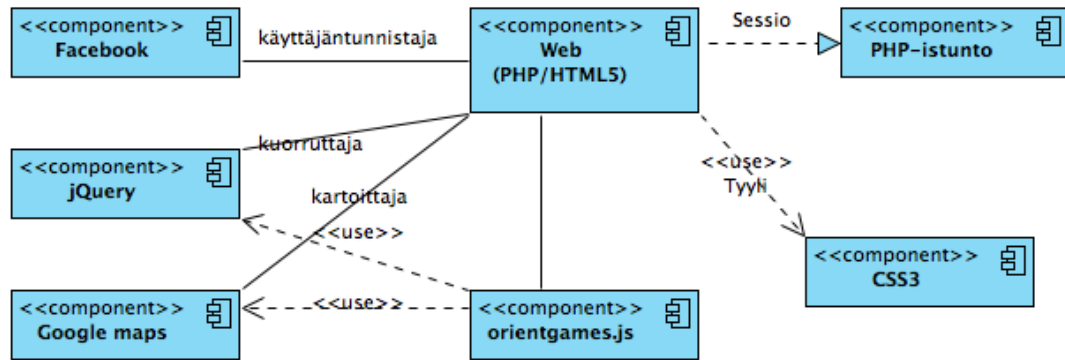 <<component>>
Facebook
käyttäjäntunnistaja
<<component>>
Web
(PHP/HTML5)
Sessio
<<component>>
PHP-istunto
<<component>>
jQuery
kuorruttaja
kartoittaja
<<use>>
<<use>>
Tyyli
<<component>>
CSS3
<<component>>
Google maps
<<use>>
<<component>>
orientgames.js